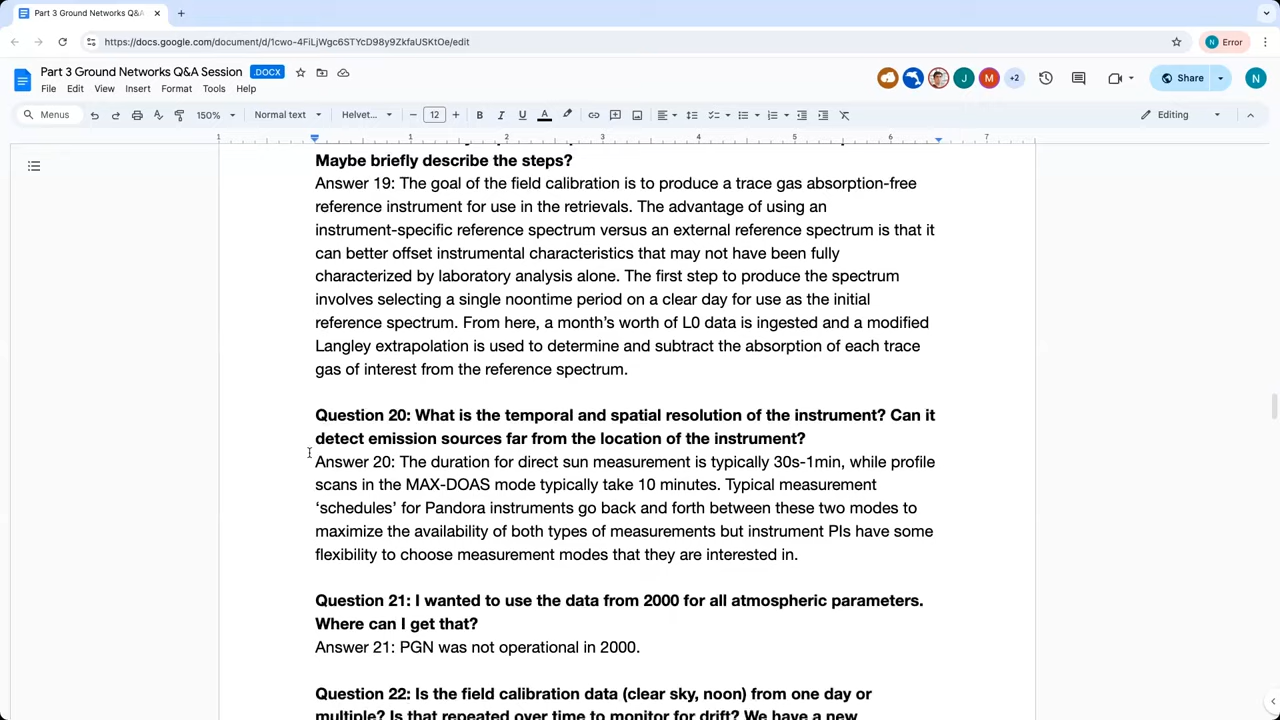 Part 3 Ground Networks Q&A
https://docs.google.com/document/d/1cwo-4FiLjWgc6STYcD98y9ZkfaUSKtOe/edit
Error
Part 3 Ground Networks Q&A Session .DOCX
J M +2 Share N
File Edit View Insert Format Tools Help
Menus 150% Normal text Helvet... 12 B I U A Editing
1 1 2 3 4 5 6 7
Maybe briefly describe the steps?
Answer 19: The goal of the field calibration is to produce a trace gas absorption-free
reference instrument for use in the retrievals. The advantage of using an
instrument-specific reference spectrum versus an external reference spectrum is that it
can better offset instrumental characteristics that may not have been fully
characterized by laboratory analysis alone. The first step to produce the spectrum
involves selecting a single noontime period on a clear day for use as the initial
reference spectrum. From here, a month’s worth of L0 data is ingested and a modified
Langley extrapolation is used to determine and subtract the absorption of each trace
gas of interest from the reference spectrum.
Question 20: What is the temporal and spatial resolution of the instrument? Can it
detect emission sources far from the location of the instrument?
Answer 20: The duration for direct sun measurement is typically 30s-1min, while profile
scans in the MAX-DOAS mode typically take 10 minutes. Typical measurement
‘schedules’ for Pandora instruments go back and forth between these two modes to
maximize the availability of both types of measurements but instrument PIs have some
flexibility to choose measurement modes that they are interested in.
Question 21: I wanted to use the data from 2000 for all atmospheric parameters.
Where can I get that?
Answer 21: PGN was not operational in 2000.
Question 22: Is the field calibration data (clear sky, noon) from one day or
multiple? Is that repeated over time to monitor for drift? We have a new